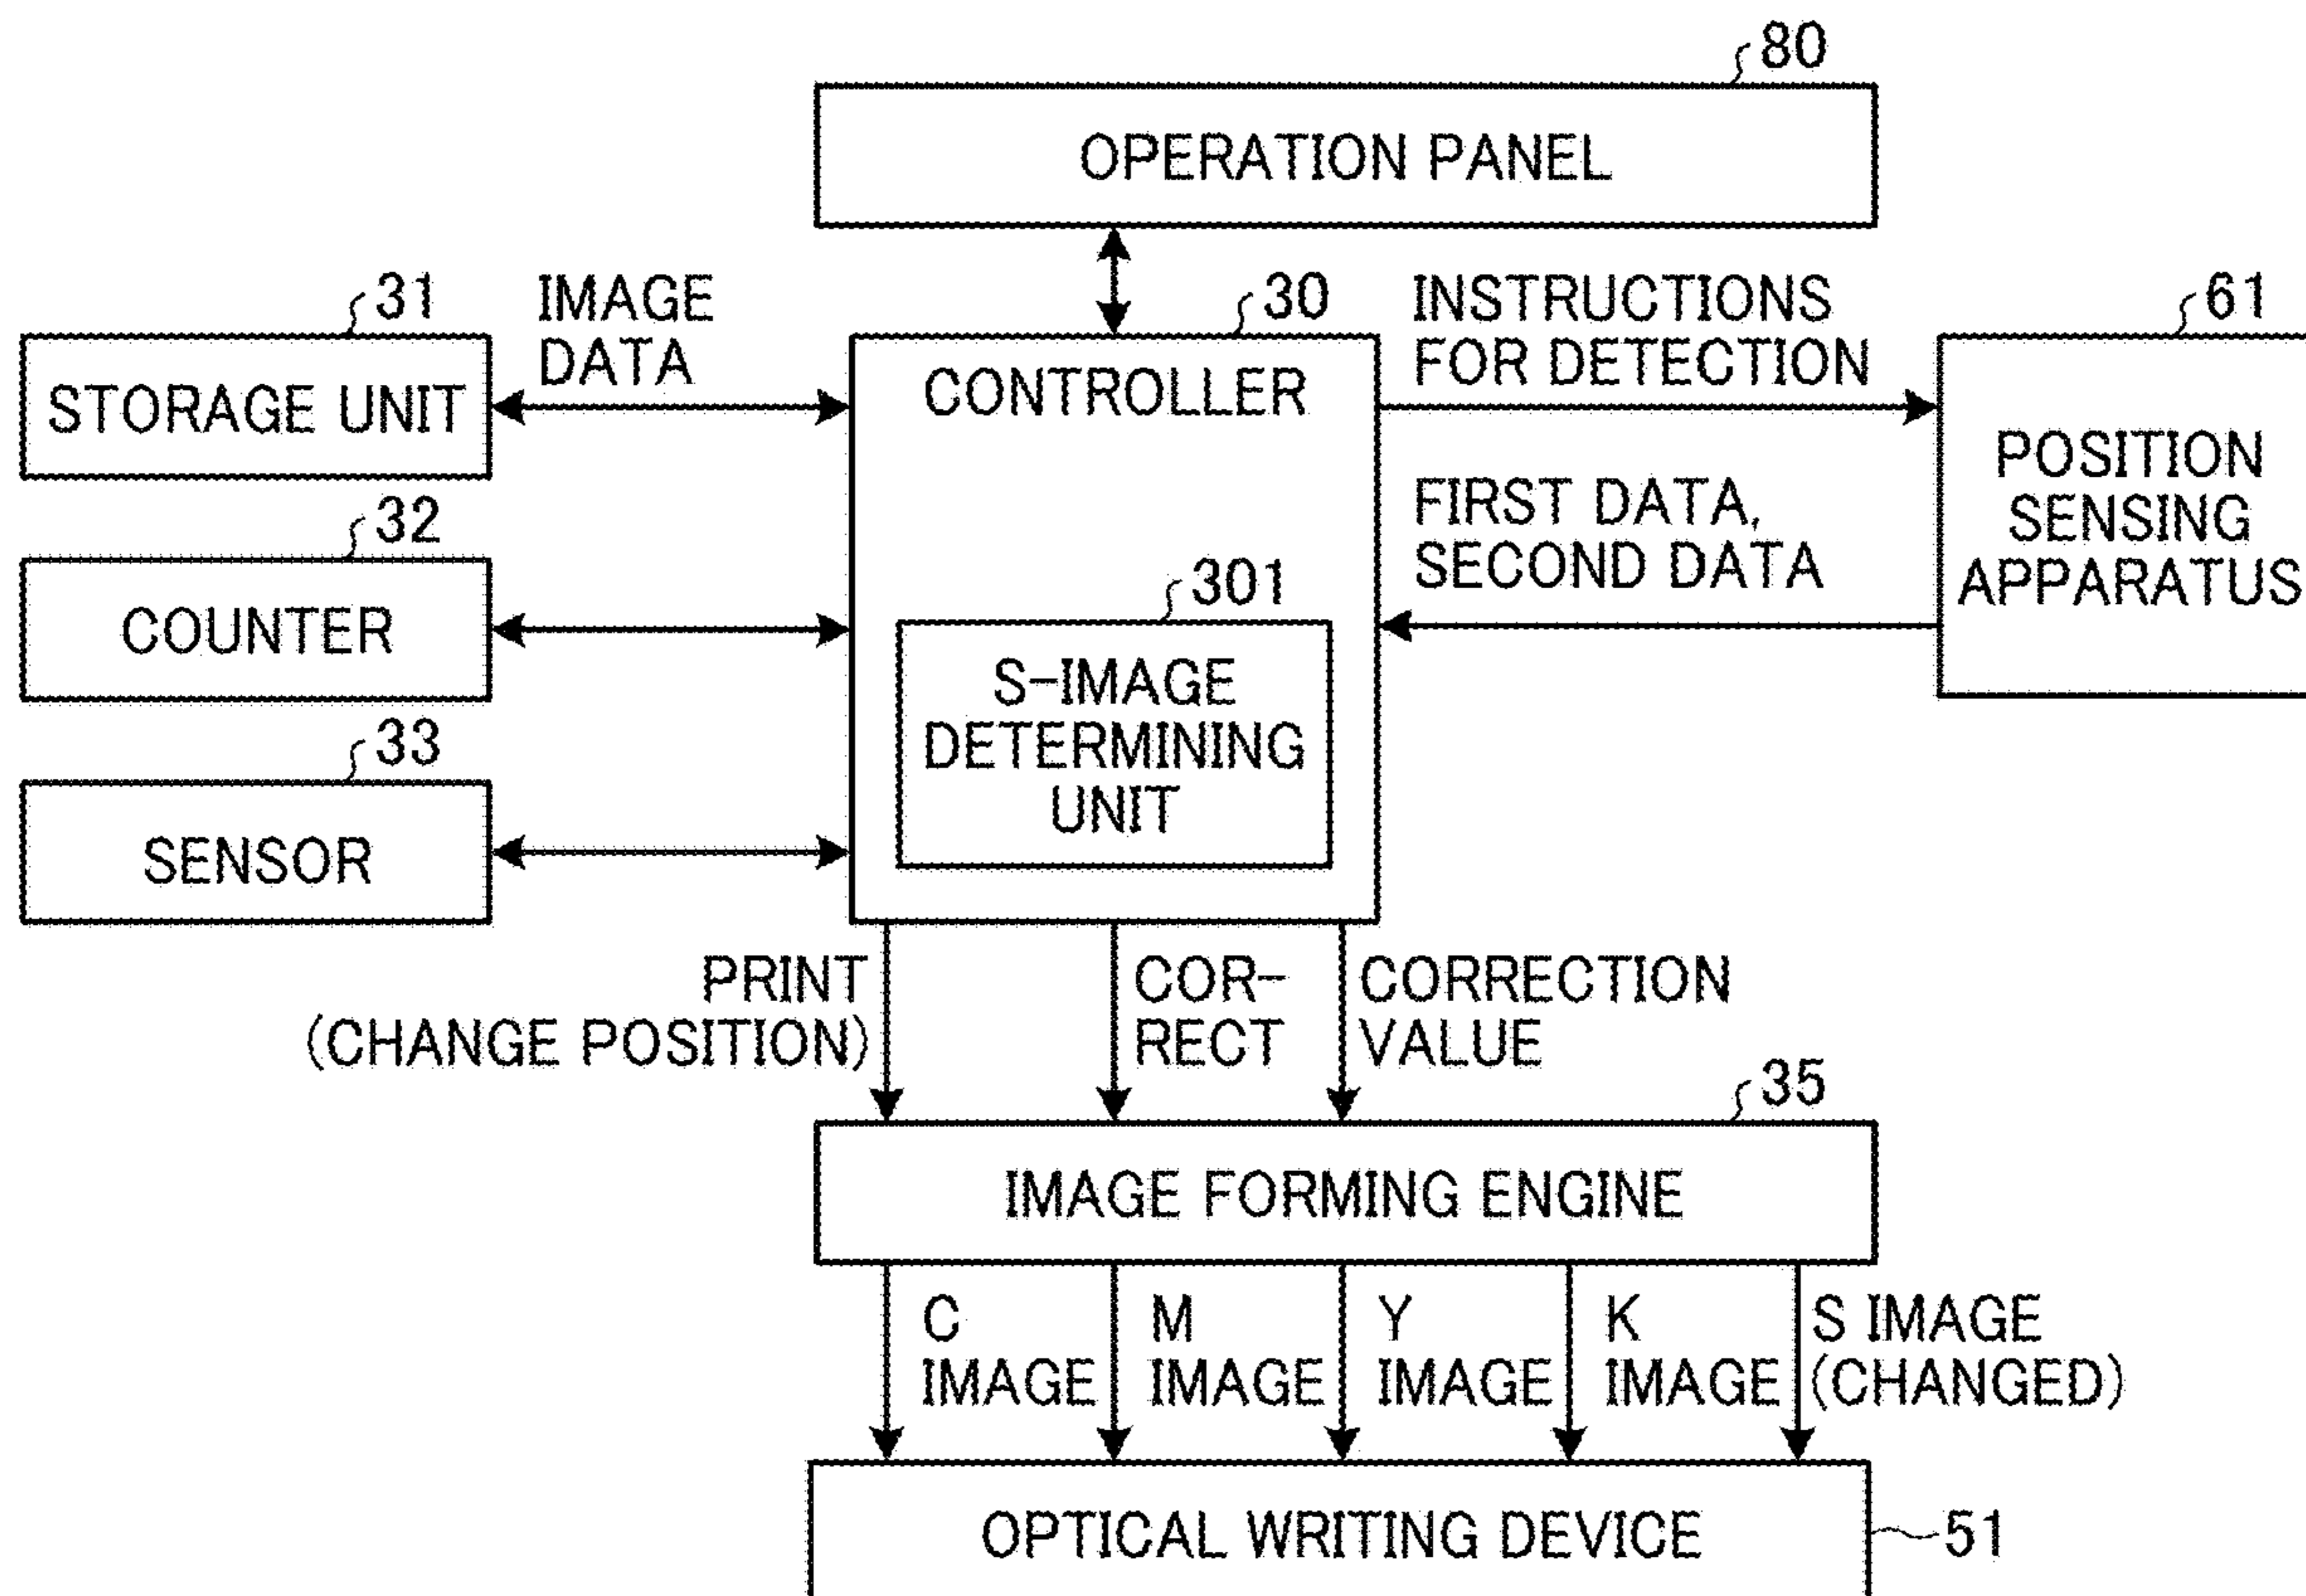 80
OPERATION PANEL
31
IMAGE
DATA
STORAGE UNIT
32
COUNTER
33
SENSOR
30
CONTROLLER
301
S-IMAGE
DETERMINING
UNIT
INSTRUCTIONS
FOR DETECTION
FIRST DATA,
SECOND DATA
61
POSITION
SENSING
APPARATUS
PRINT
(CHANGE POSITION)
COR-
RECT
CORRECTION
VALUE
35
IMAGE FORMING ENGINE
C
IMAGE
M
IMAGE
Y
IMAGE
K
IMAGE
S IMAGE
(CHANGED)
OPTICAL WRITING DEVICE
51